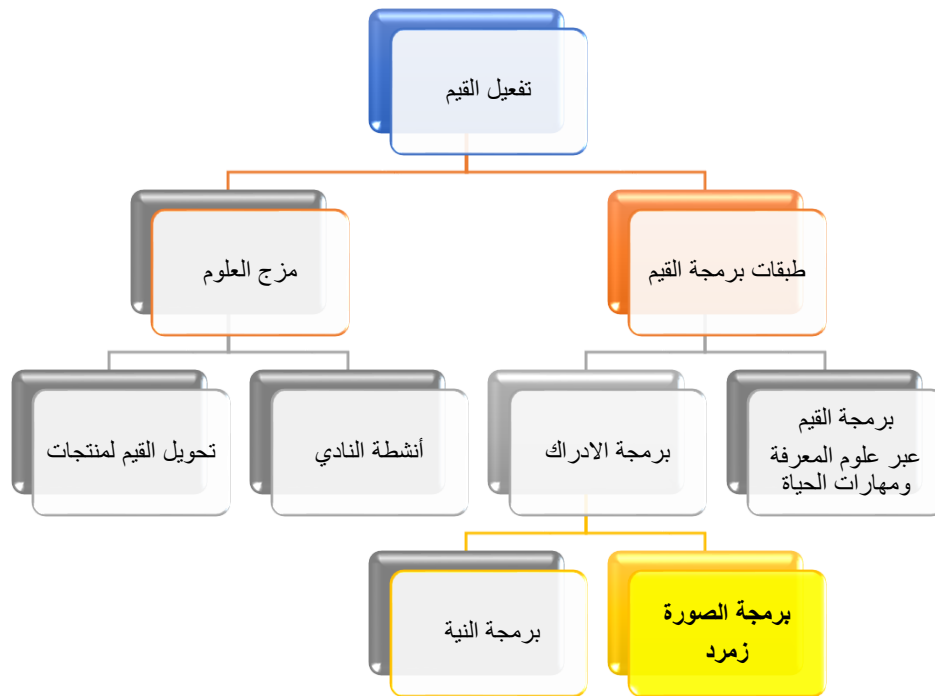 تفعيل القيم
طبقات برمجة القيم
مزج العلوم
برمجة القيم
عبر علوم المعرفة
ومهارات الحياة
برمجة الادراك
أنشطة النادي
تحويل القيم لمنتجات
برمجة الصورة
زمرد
برمجة النية